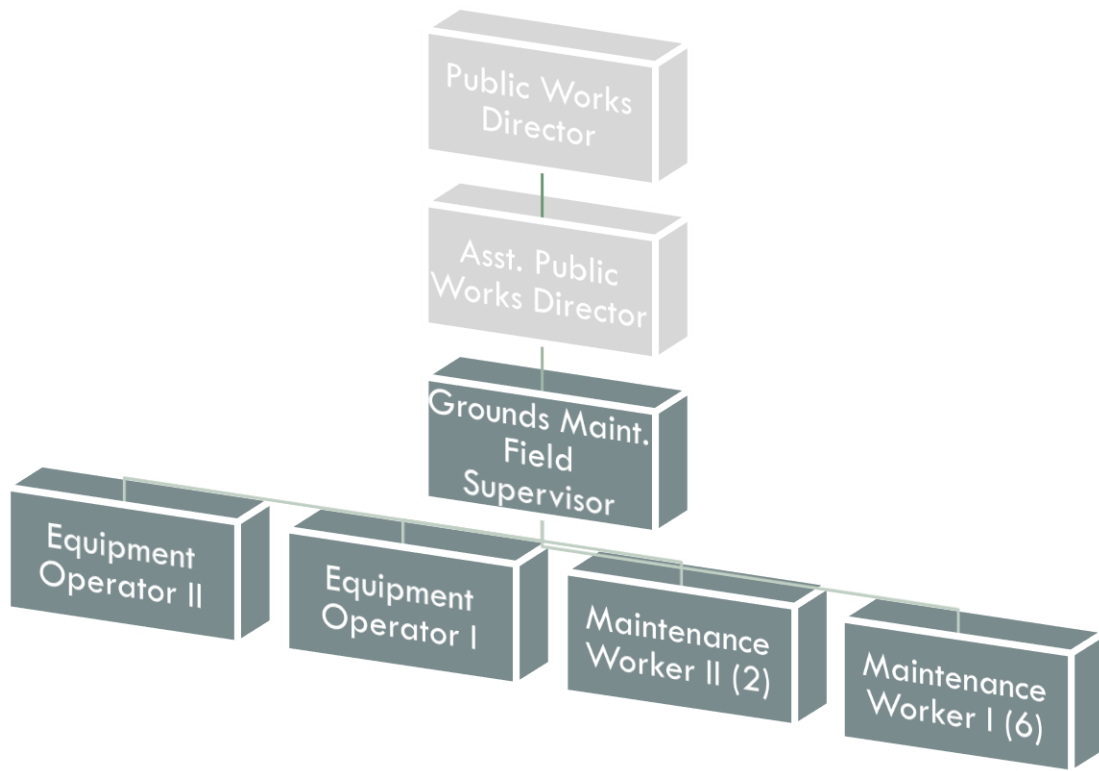 Public Works
Director
Asst. Public
Works Director
Grounds Maint.
Field
Supervisor
Equipment
Operator II
Equipment
Operator I
Maintenance
Worker II (2)
Maintenance
Worker I (6)